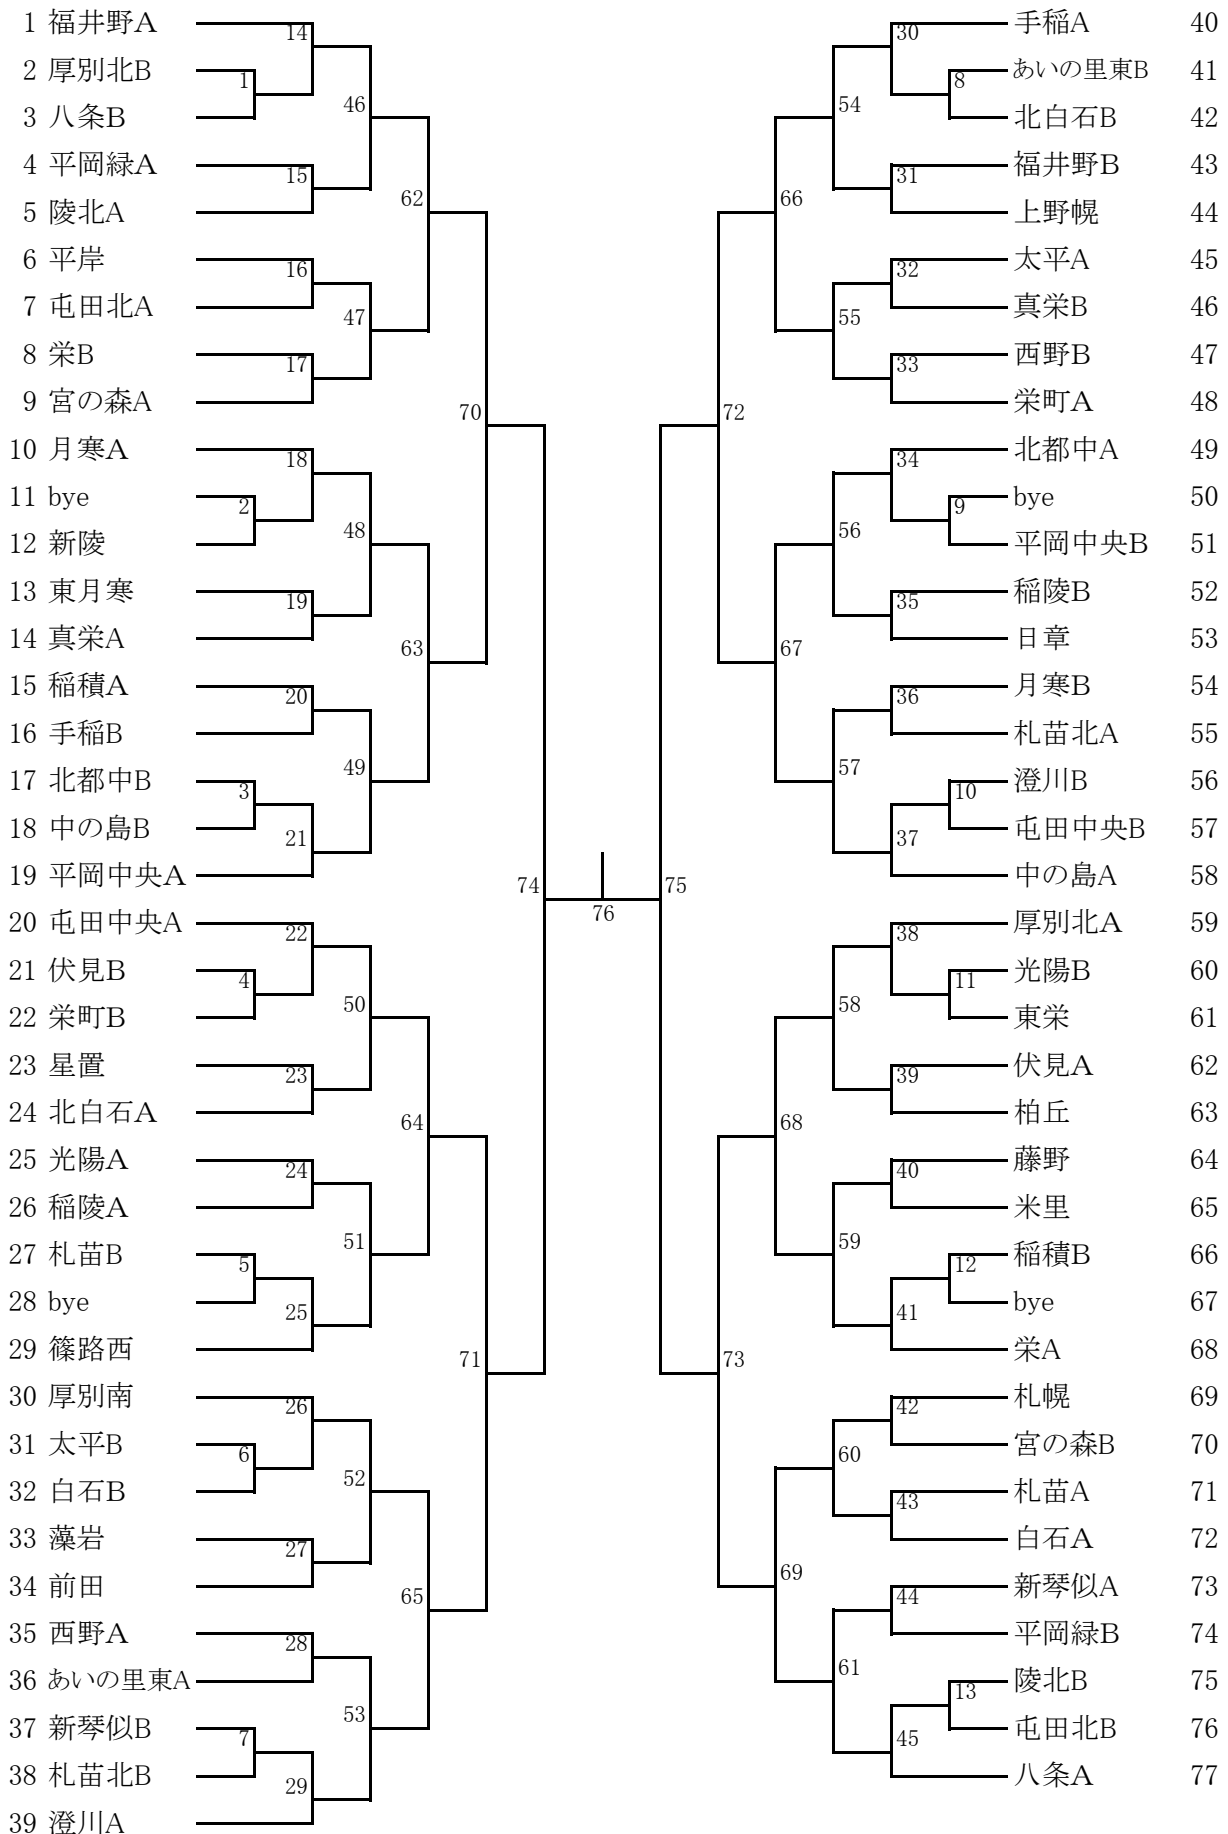 1 福井野A
2 厚別北B
3 八条B
4 平岡緑A
5 陵北A
6 平岸
7 屯田北A
8 栄B
9 宮の森A
10 月寒A
11 bye
12 新陵
13 東月寒
14 真栄A
15 稲積A
16 手稲B
17 北都中B
18 中の島B
19 平岡中央A
20 屯田中央A
21 伏見B
22 栄町B
23 星置
24 北白石A
25 光陽A
26 稲陵A
27 札苗B
28 bye
29 篠路西
30 厚別南
31 太平B
32 白石B
33 藻岩
34 前田
35 西野A
36 あいの里東A
37 新琴似B
38 札苗北B
39 澄川A
1
2
3
4
5
6
7
14
15
16
17
18
19
20
21
22
23
24
25
26
27
28
29
46
47
48
49
50
51
52
53
62
63
64
65
70
71
74
76
75
72
73
66
67
68
69
54
55
56
57
58
59
60
61
30
31
32
33
34
35
36
37
38
39
40
41
42
43
44
45
8
9
10
11
12
13
手稲A 40
あいの里東B 41
北白石B 42
福井野B 43
上野幌 44
太平A 45
真栄B 46
西野B 47
栄町A 48
北都中A 49
bye 50
平岡中央B 51
稲陵B 52
日章 53
月寒B 54
札苗北A 55
澄川B 56
屯田中央B 57
中の島A 58
厚別北A 59
光陽B 60
東栄 61
伏見A 62
柏丘 63
藤野 64
米里 65
稲積B 66
bye 67
栄A 68
札幌 69
宮の森B 70
札苗A 71
白石A 72
新琴似A 73
平岡緑B 74
陵北B 75
屯田北B 76
八条A 77